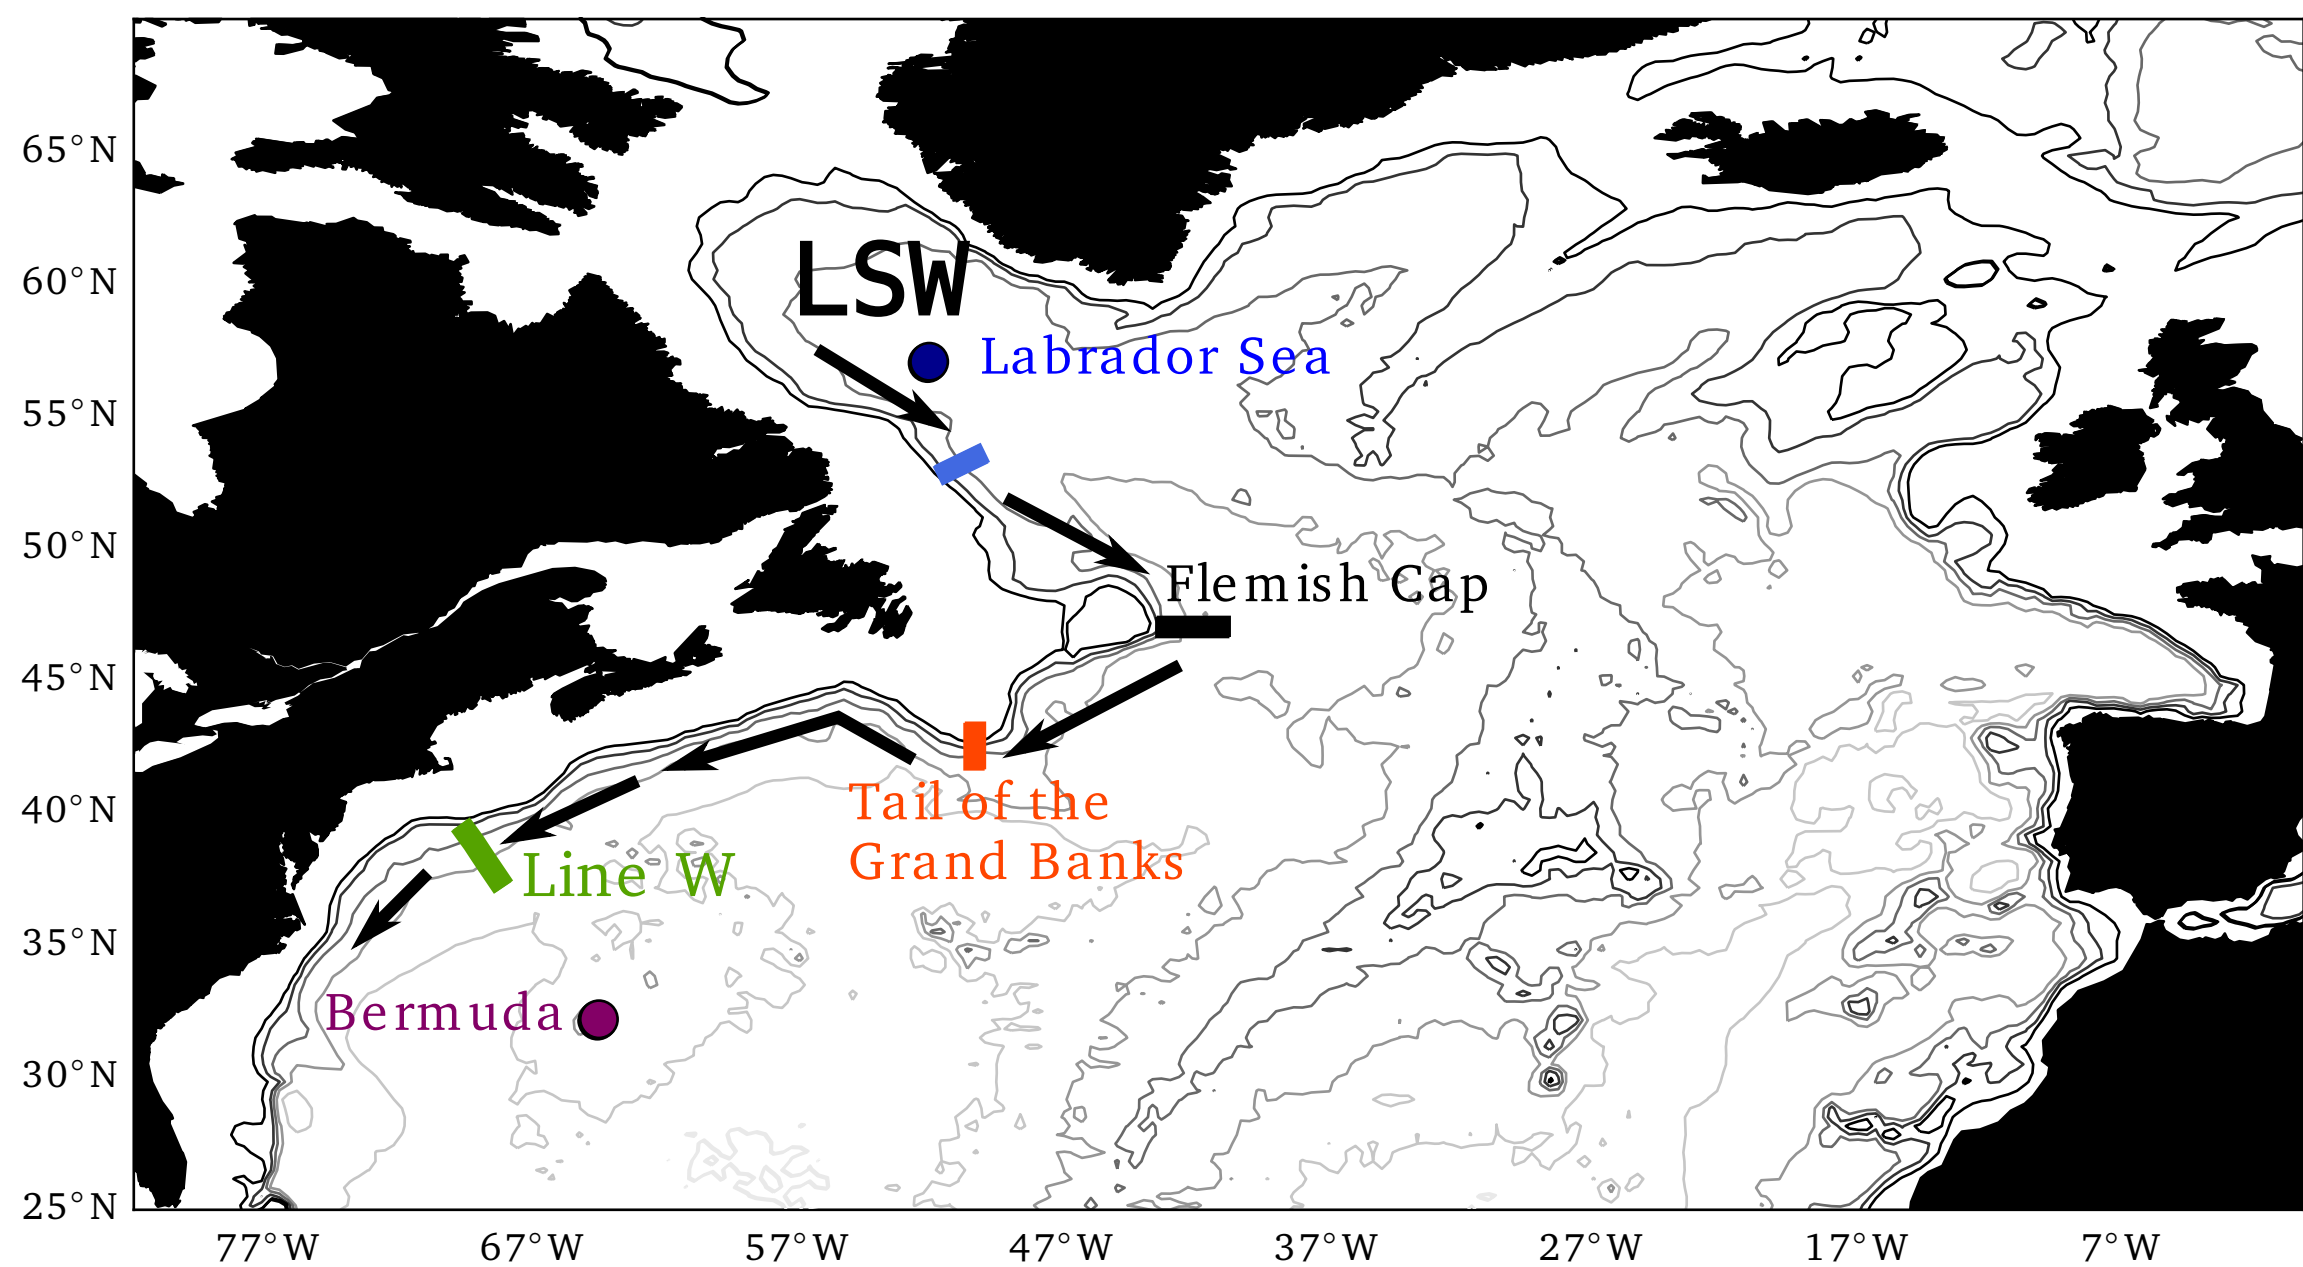 65°N
60°N
55°N
50°N
45°N
40°N
35°N
30°N
25°N
LSW
Labrador Sea
Flemish Cap
Tail of the
Grand Banks
Line W
Bermuda
77°W 67°W 57°W 47°W 37°W 27°W 17°W 7°W